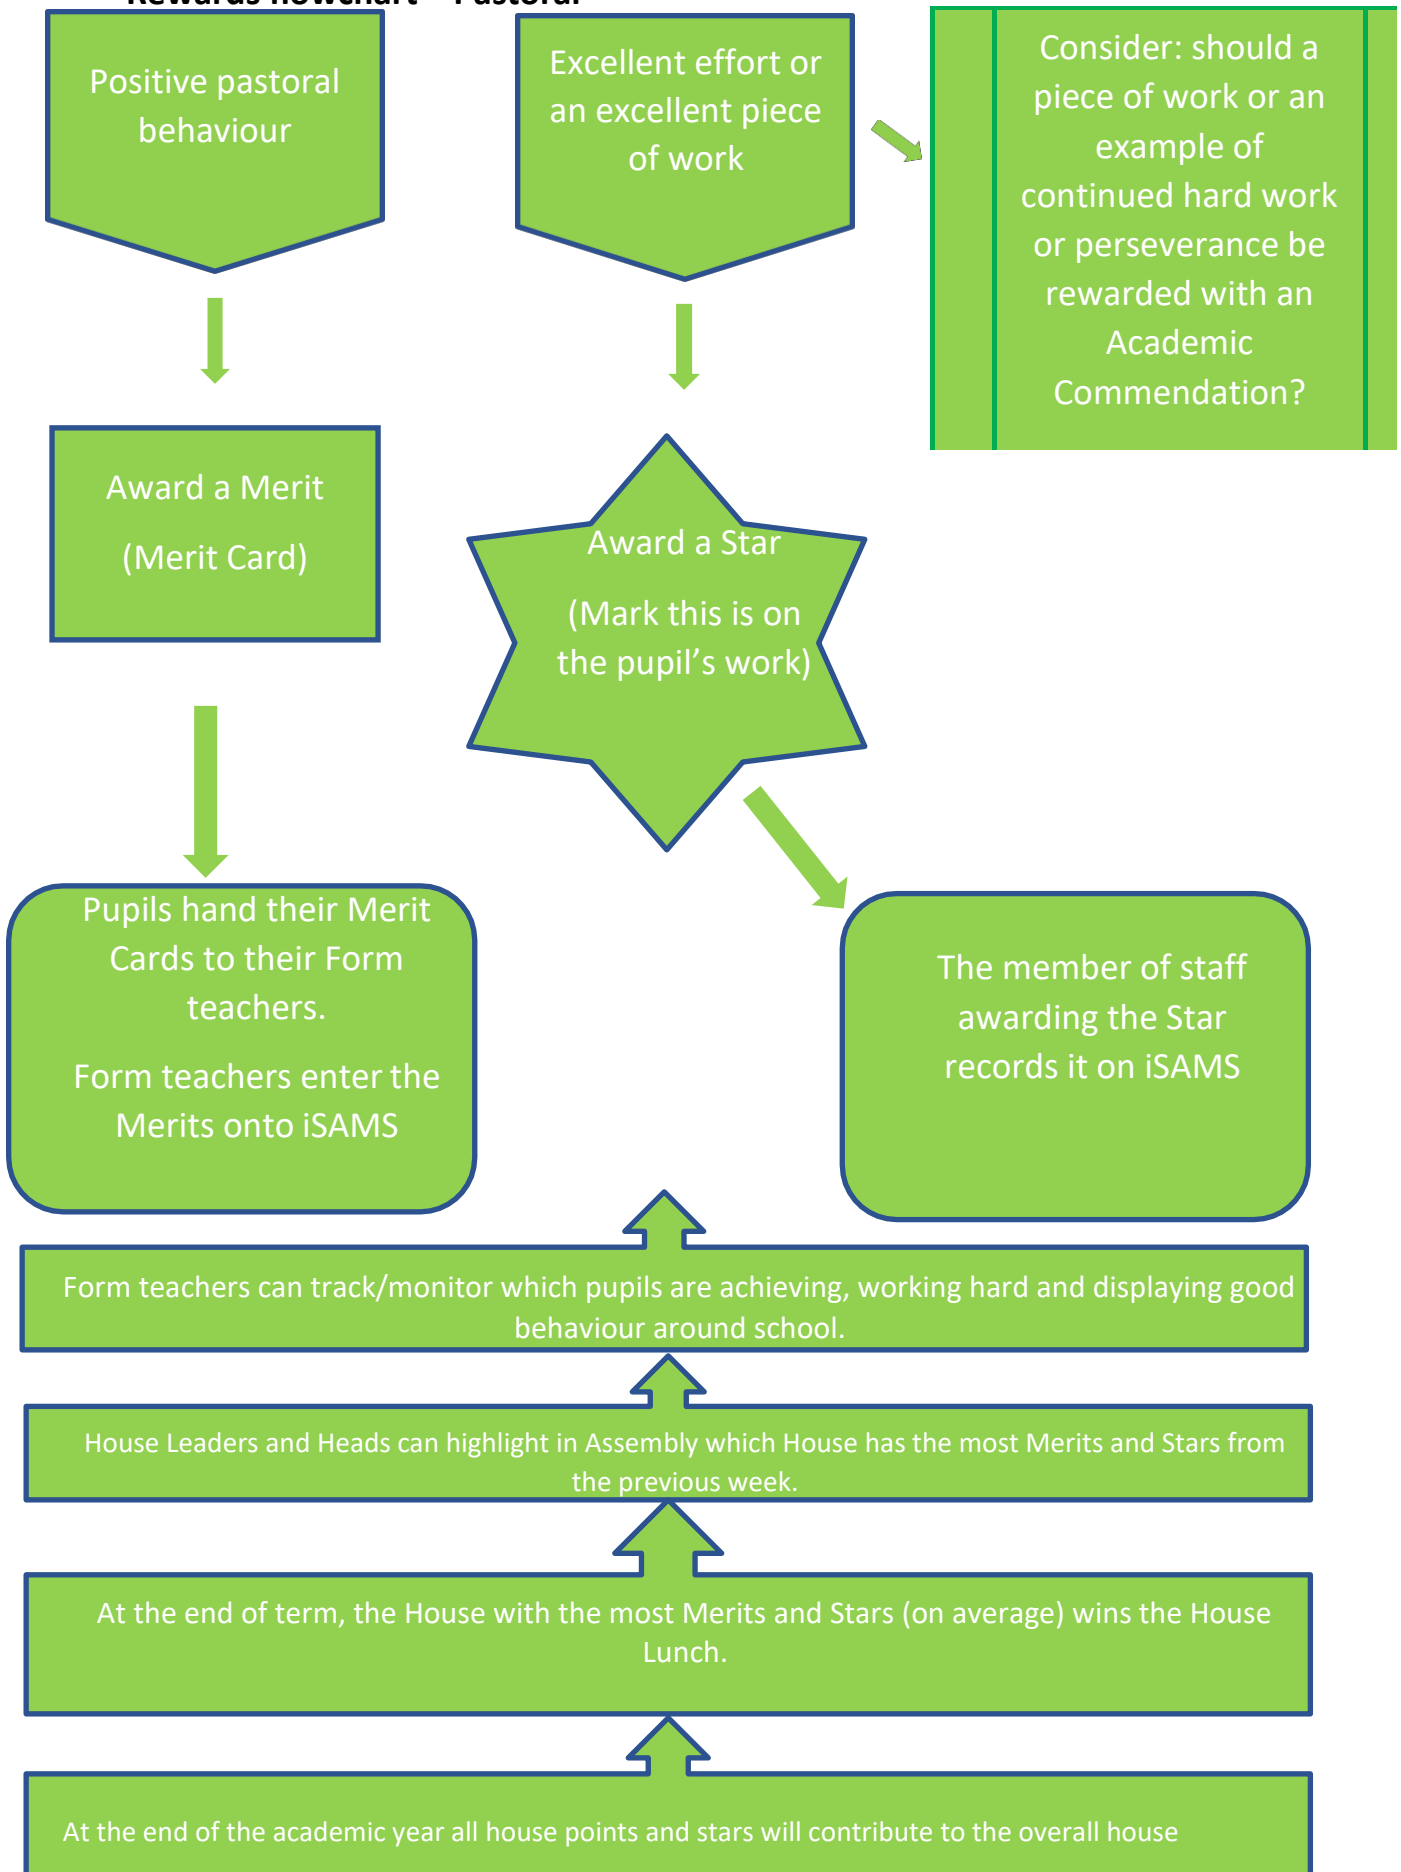 Rewards flowchart – Pastoral
Positive pastoral
behaviour
Excellent effort or
an excellent piece
of work
Consider: should a
piece of work or an
example of
continued hard work
or perseverance be
rewarded with an
Academic
Commendation?
Award a Merit
(Merit Card)
Award a Star
(Mark this is on
the pupil’s work)
Pupils hand their Merit
Cards to their Form
teachers.
Form teachers enter the
Merits onto iSAMS
The member of staff
awarding the Star
records it on iSAMS
Form teachers can track/monitor which pupils are achieving, working hard and displaying good
behaviour around school.
House Leaders and Heads can highlight in Assembly which House has the most Merits and Stars from
the previous week.
At the end of term, the House with the most Merits and Stars (on average) wins the House
Lunch.
At the end of the academic year all house points and stars will contribute to the overall house